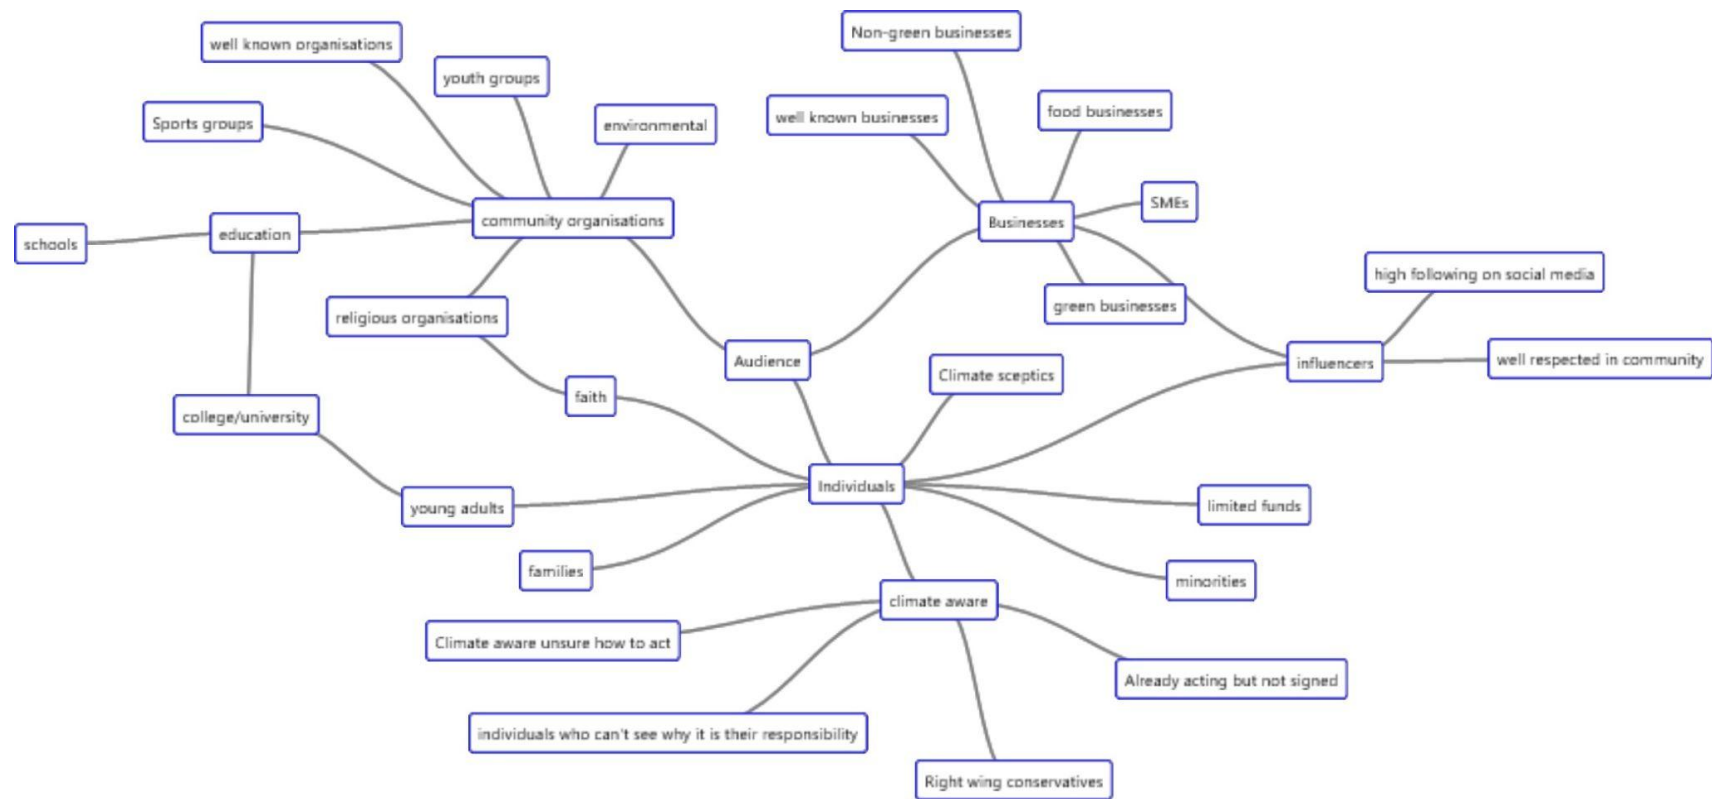 Non-green businesses
well known organisations
youth groups
food businesses
well known businesses
Sports groups
environmental
SMEs
community organisations
Businesses
education
schools
high following on social media
green businesses
religious organisations
Audience
influencers
well respected in community
Climate sceptics
faith
college/university
Individuals
limited funds
young adults
families
minorities
climate aware
Climate aware unsure how to act
Already acting but not signed
individuals who can't see why it is their responsibility
Right wing conservatives